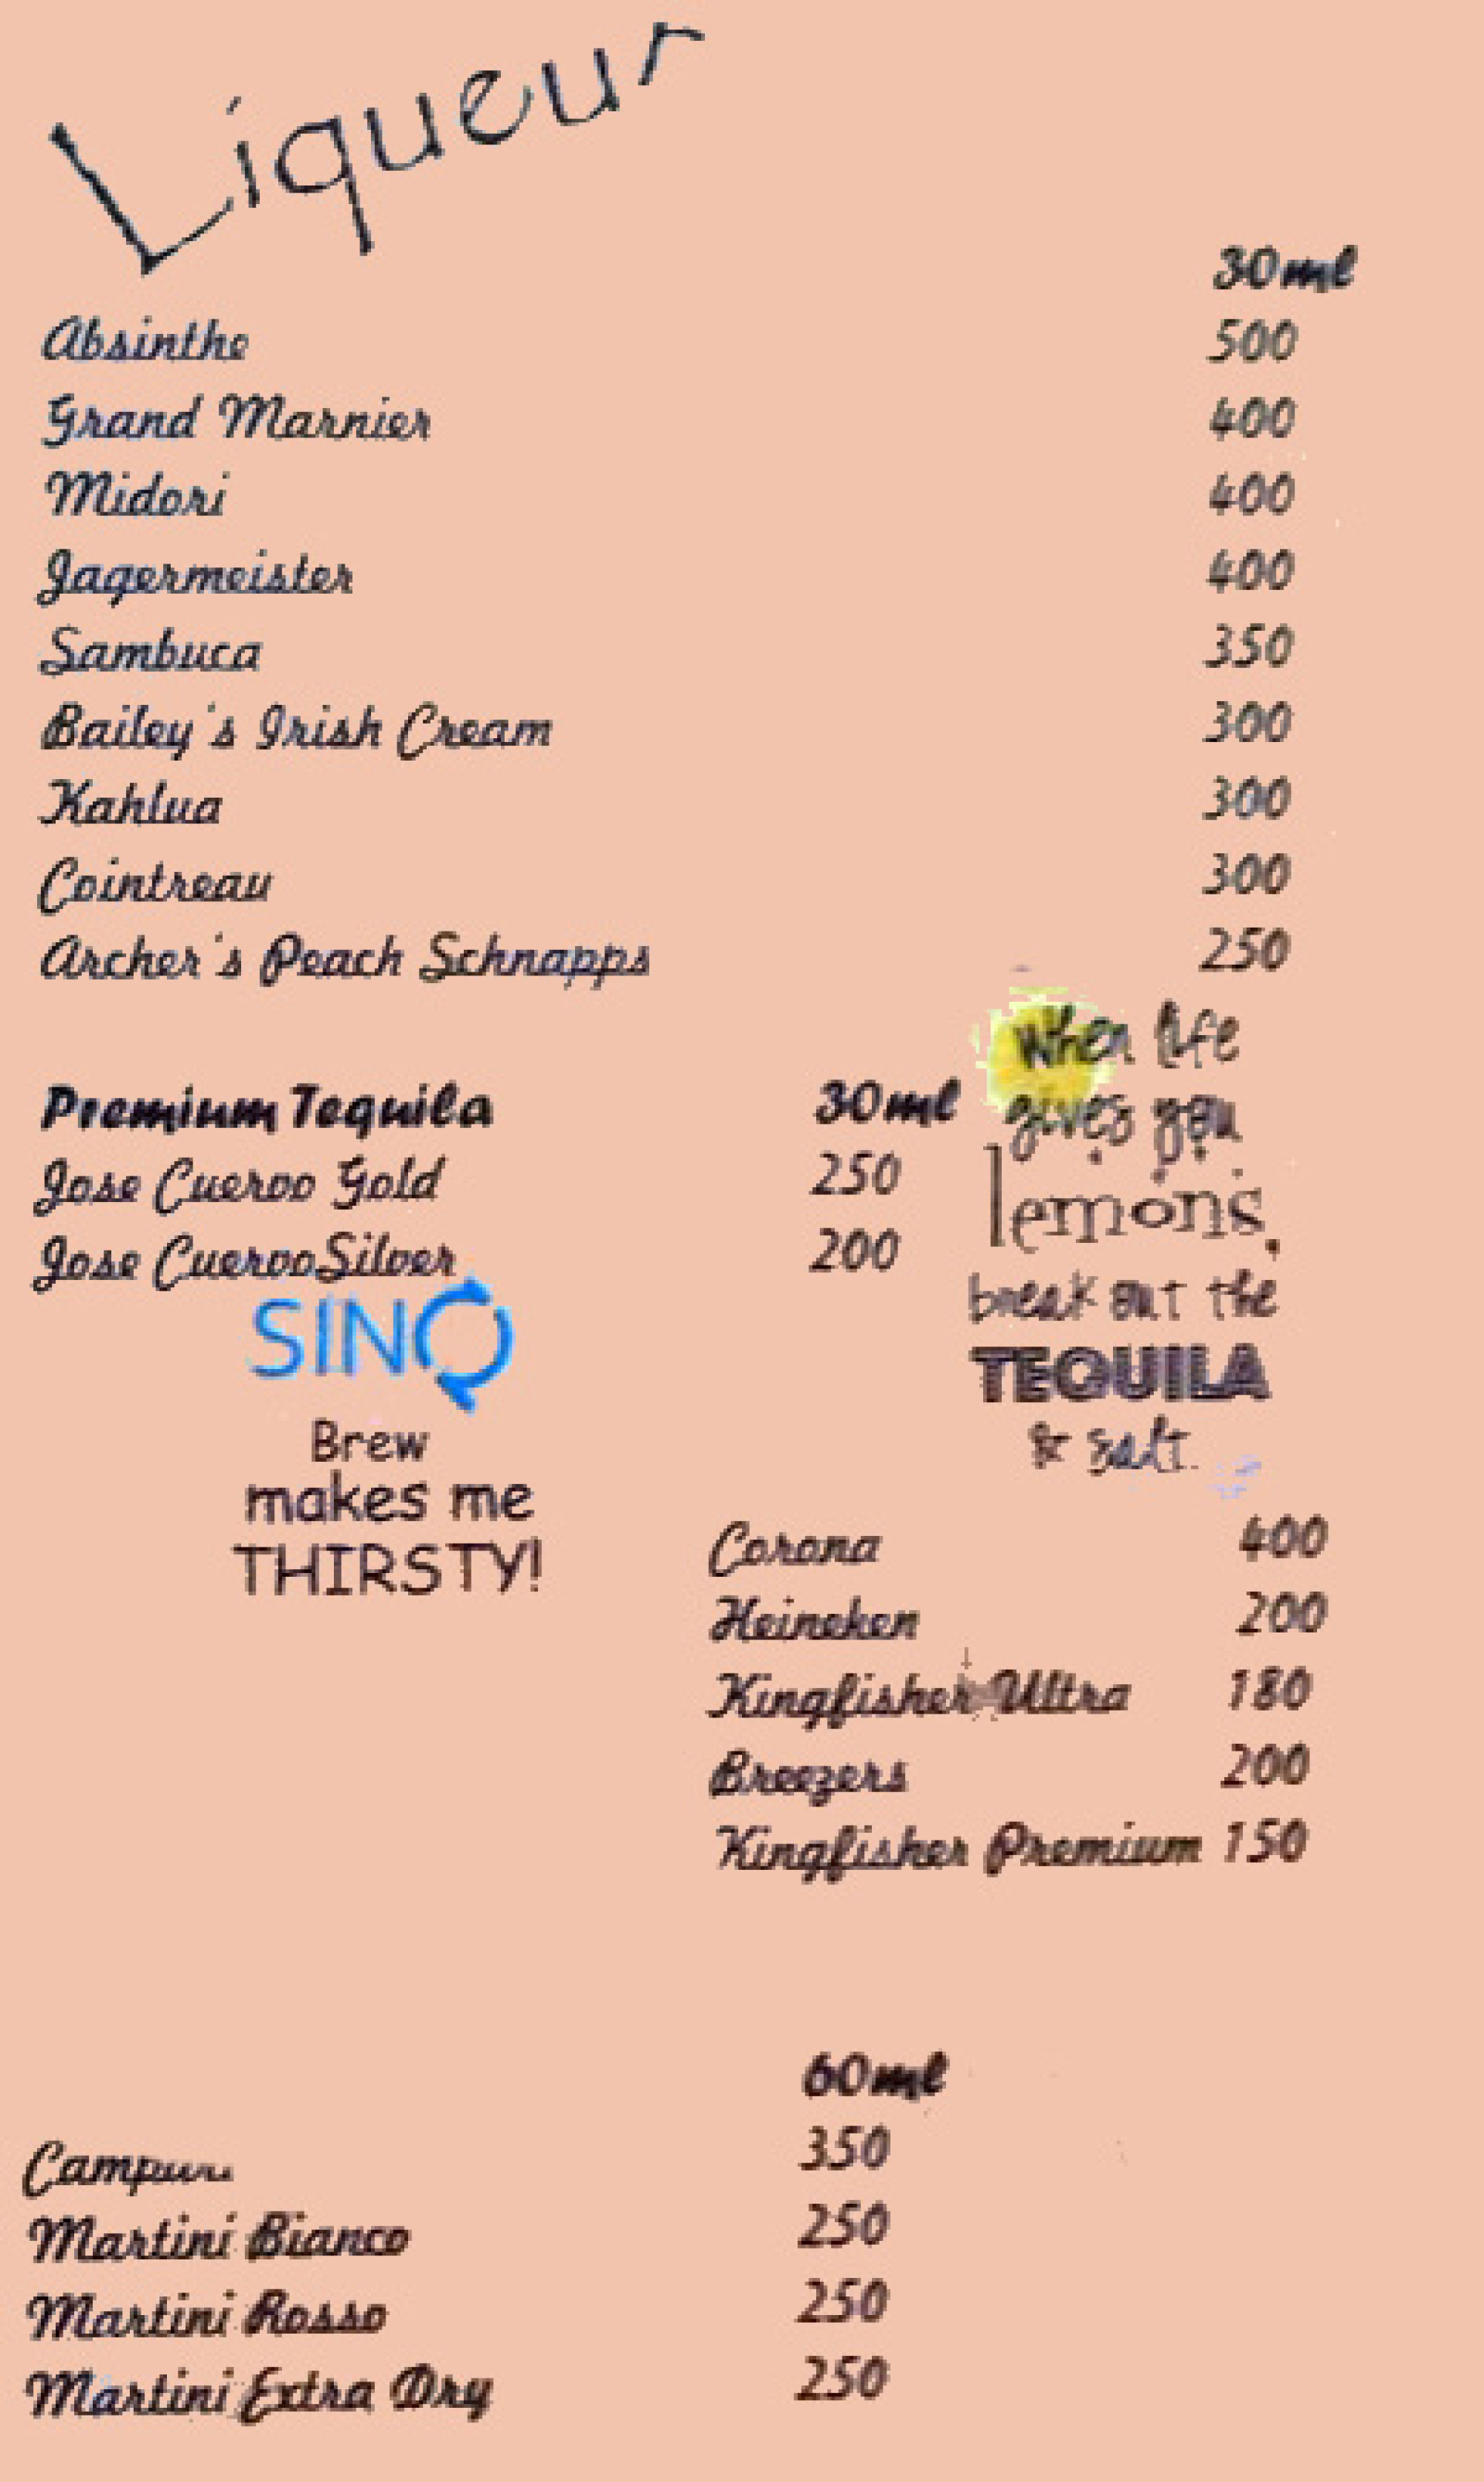 Liqueur
30ml
Absinthe 500
Grand Marnier 400
Midori 400
Jagermeister 400
Sambuca 350
Bailey's Irish Cream 300
Kahlua 300
Cointreau 300
Archer's Peach Schnapps 250
Premium Tequila 30ml
Jose Cuervo Gold 250
Jose Cuervo Silver 200
When life
gives you
lemons,
break out the
TEQUILA
& salt.
SINQ
Brew
makes me
THIRSTY!
Corona 400
Heineken 200
Kingfisher Ultra 180
Breezers 200
Kingfisher Premium 150
60ml
350
Martini Bianco 250
Martini Rosso 250
Martini Extra Dry 250